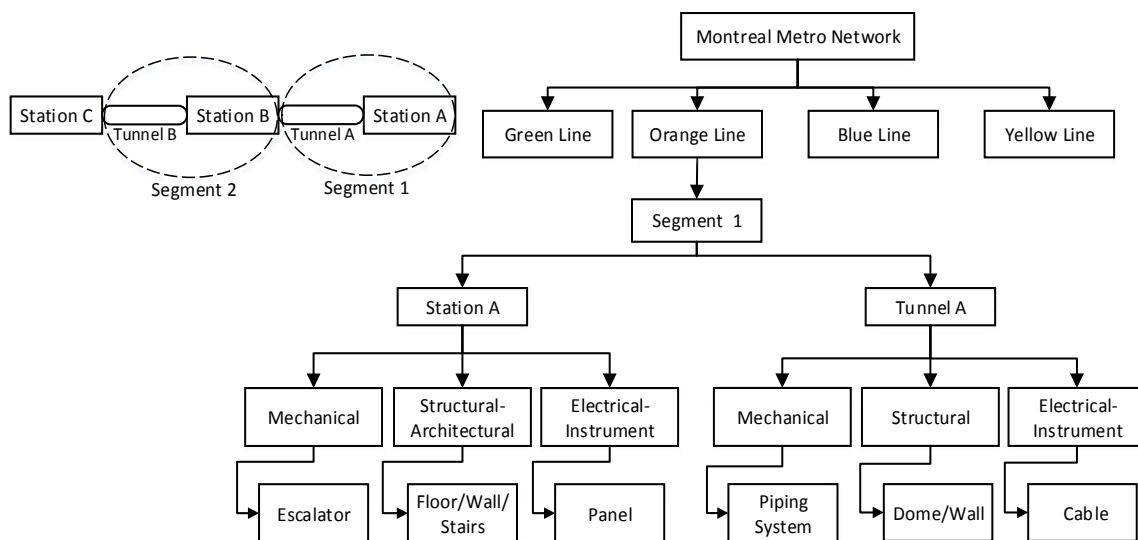 Montreal Metro Network
Station C
Station B
Station A
Tunnel B
Tunnel A
Segment 2
Segment 1
Green Line
Orange Line
Blue Line
Yellow Line
Segment 1
Station A
Tunnel A
Mechanical
Structural-
Architectural
Electrical-
Instrument
Mechanical
Structural
Electrical-
Instrument
Escalator
Floor/Wall/
Stairs
Panel
Piping
System
Dome/Wall
Cable